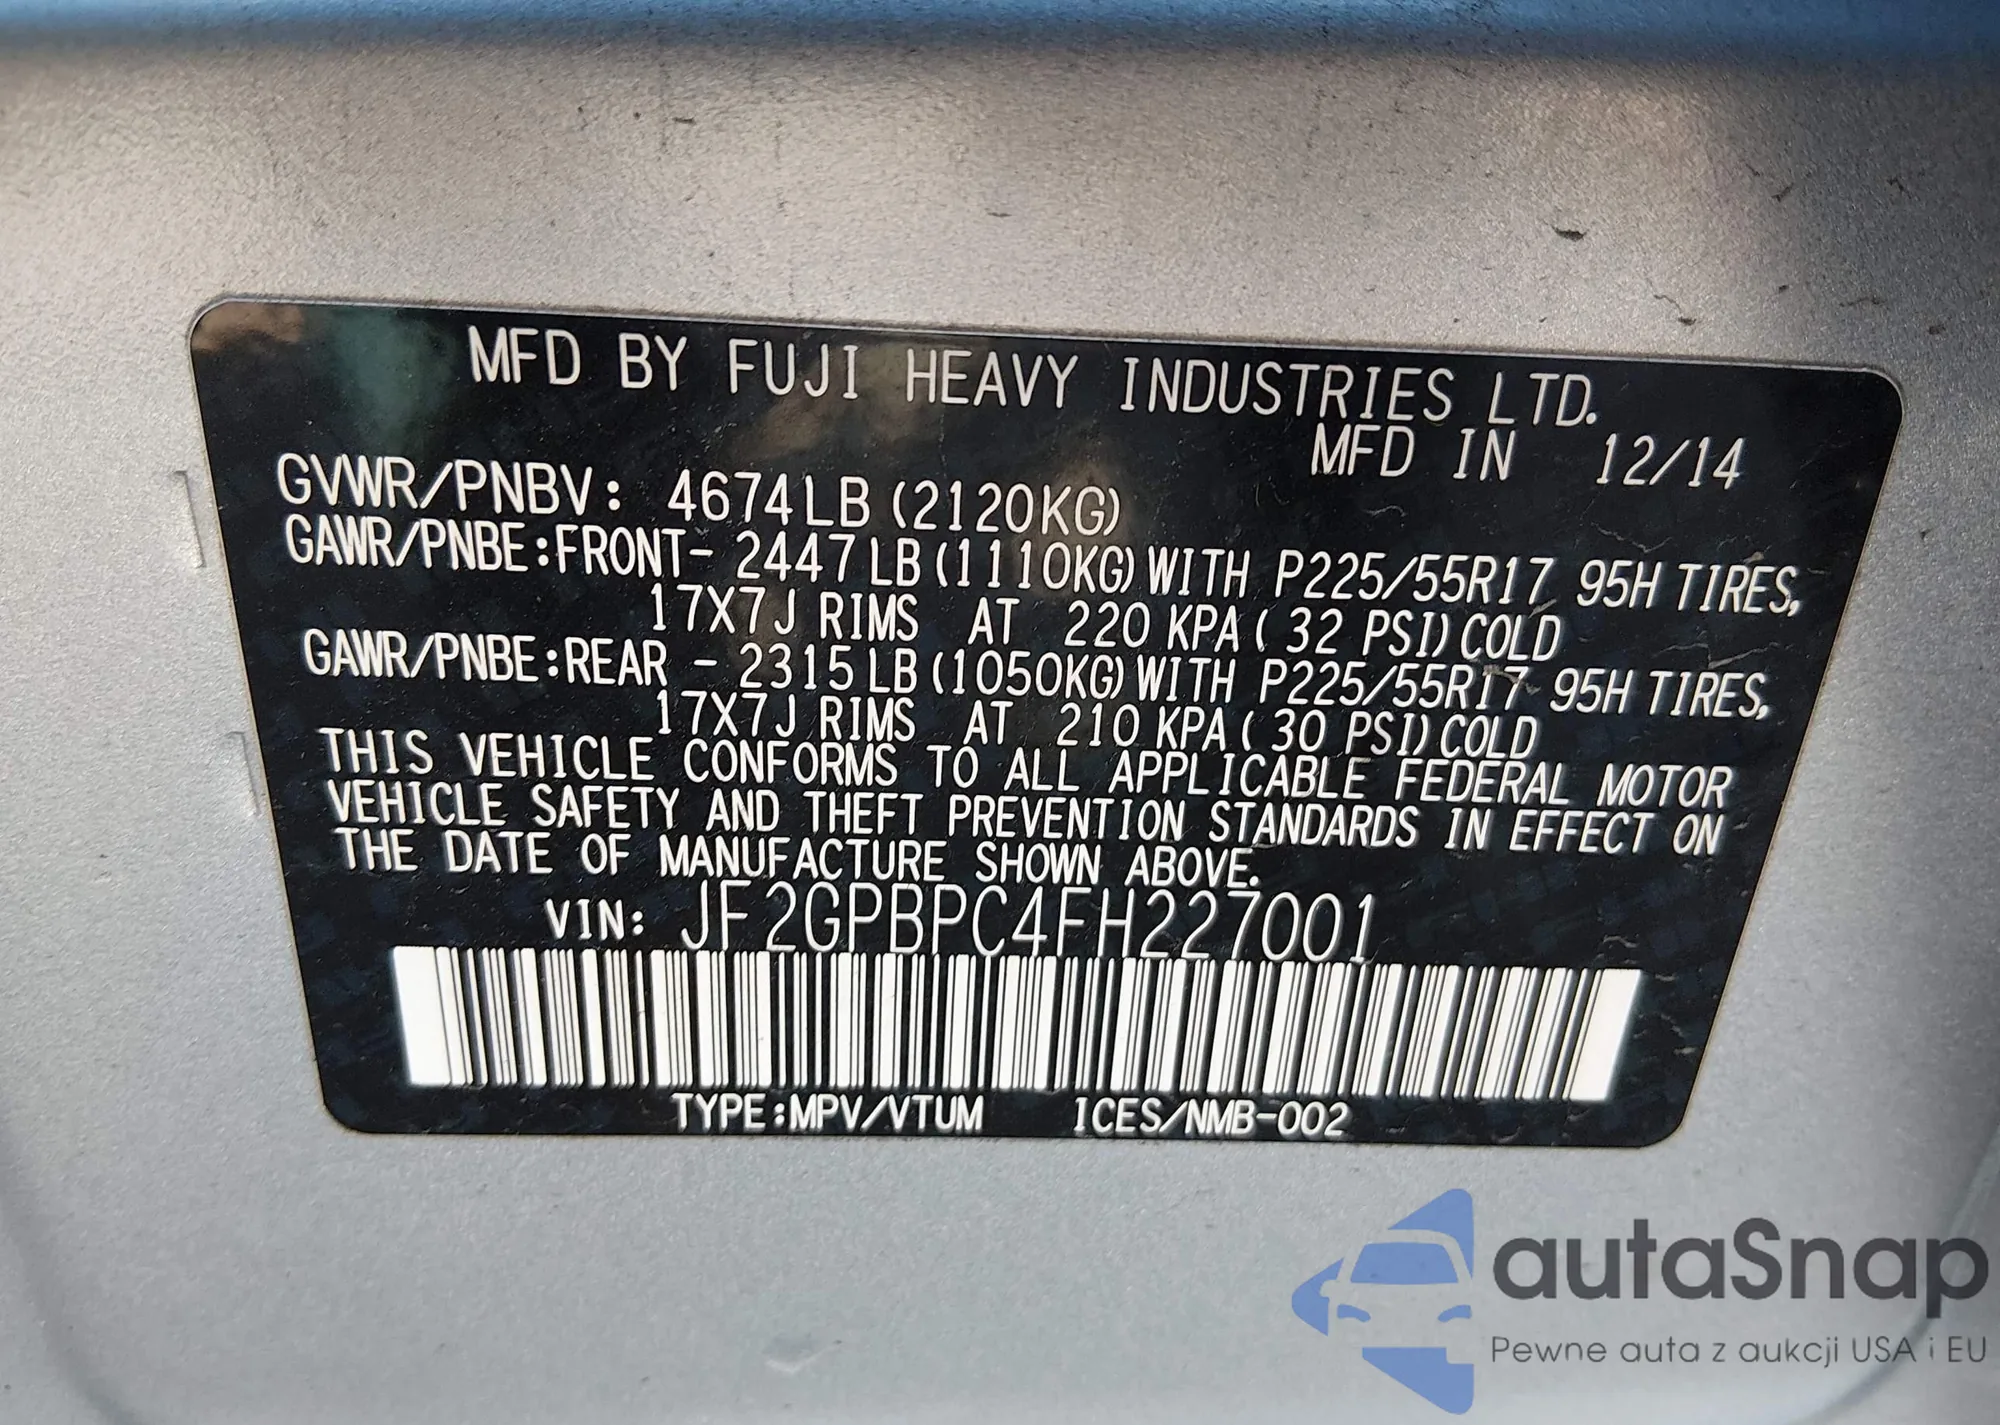 MFD BY FUJI HEAVY INDUSTRIES LTD.
MFD IN 12/14
GVWR/PNBV: 4674LB (2120KG)
GAWR/PNBE:FRONT- 2447LB (1110KG) WITH P225/55R17 95H TIRES,
17X7J RIMS AT 220 KPA ( 32 PSI) COLD
GAWR/PNBE:REAR - 2315LB (1050KG) WITH P225/55R17 95H TIRES,
17X7J RIMS AT 210 KPA ( 30 PSI) COLD
THIS VEHICLE CONFORMS TO ALL APPLICABLE FEDERAL MOTOR
VEHICLE SAFETY AND THEFT PREVENTION STANDARDS IN EFFECT ON
THE DATE OF MANUFACTURE SHOWN ABOVE.
VIN: JF2GPBPC4FH227001
TYPE:MPV/VTUM ICES/NMB-002
autaSnap
Pewne auta z aukcji USA i EU